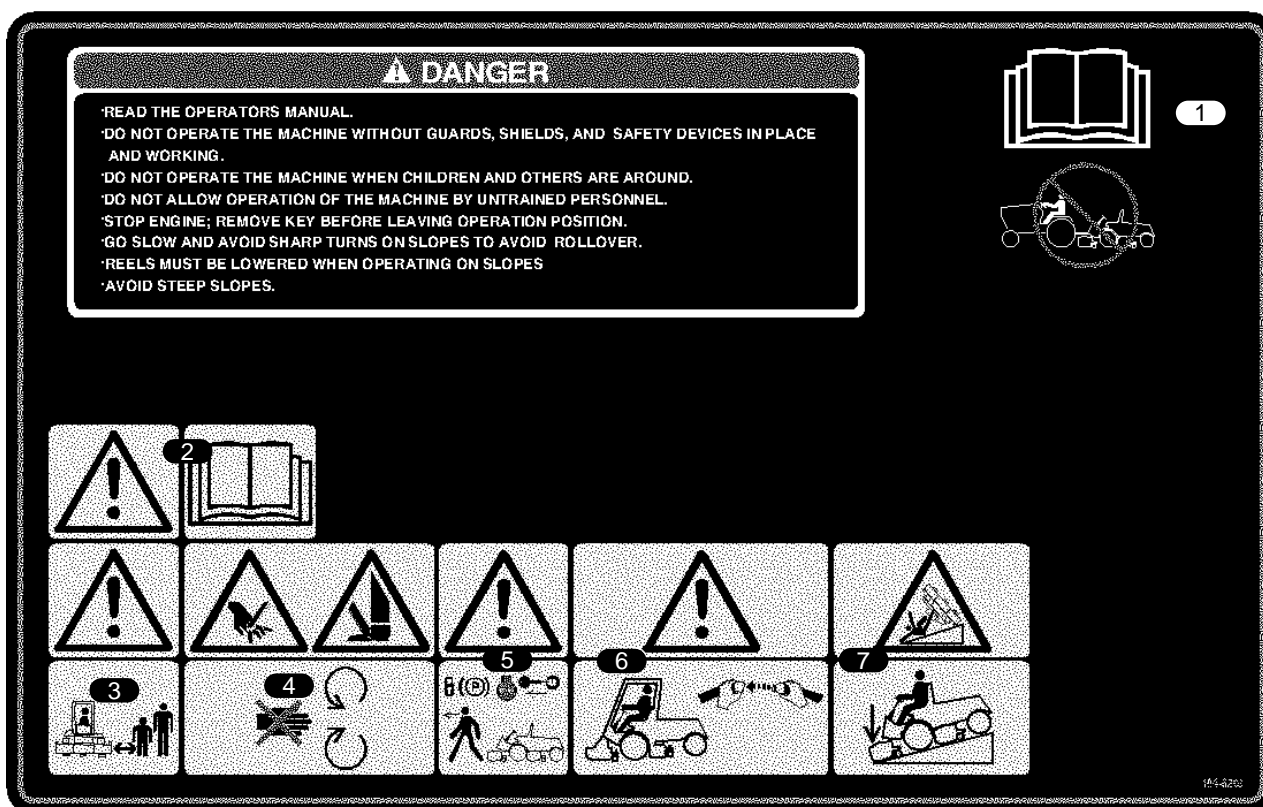 DANGER
·READ THE OPERATORS MANUAL.
·DO NOT OPERATE THE MACHINE WITHOUT GUARDS, SHIELDS, AND SAFETY DEVICES IN PLACE
AND WORKING.
·DO NOT OPERATE THE MACHINE WHEN CHILDREN AND OTHERS ARE AROUND.
·DO NOT ALLOW OPERATION OF THE MACHINE BY UNTRAINED PERSONNEL.
·STOP ENGINE; REMOVE KEY BEFORE LEAVING OPERATION POSITION.
·GO SLOW AND AVOID SHARP TURNS ON SLOPES TO AVOID ROLLOVER.
·REELS MUST BE LOWERED WHEN OPERATING ON SLOPES
·AVOID STEEP SLOPES.
1
2
3
4
5
6
7
(P)